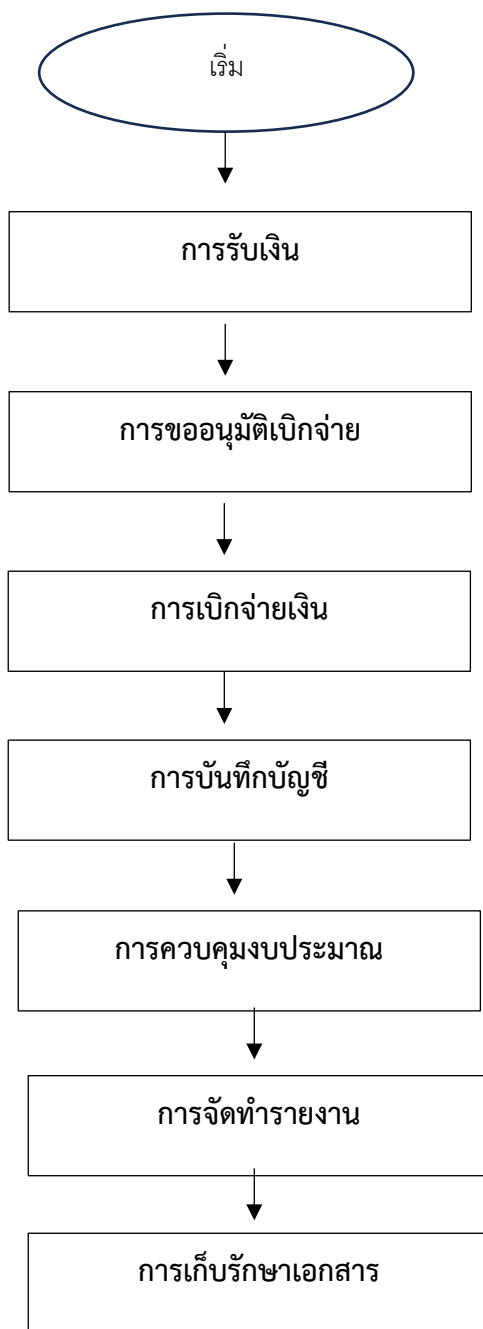 เริ่ม
การรับเงิน
การขออนุมัติเบิกจ่าย
การเบิกจ่ายเงิน
การบันทึกบัญชี
การควบคุมงบประมาณ
การจัดทำรายงาน
การเก็บรักษาเอกสาร